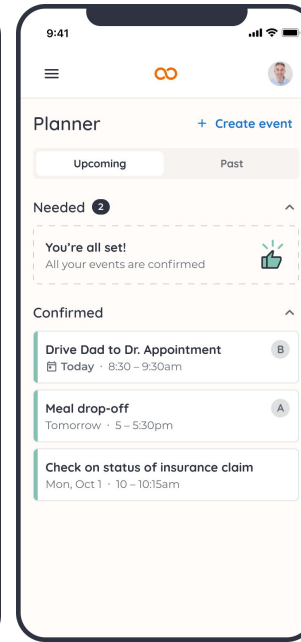 9:41
Planner
+ Create event
Upcoming
Past
Needed 2
You're all set!
All your events are confirmed
Confirmed
Drive Dad to Dr. Appointment
B
Today · 8:30 – 9:30am
Meal drop-off
A
Tomorrow · 5 – 5:30pm
Check on status of insurance claim
Mon, Oct 1 · 10 – 10:15am